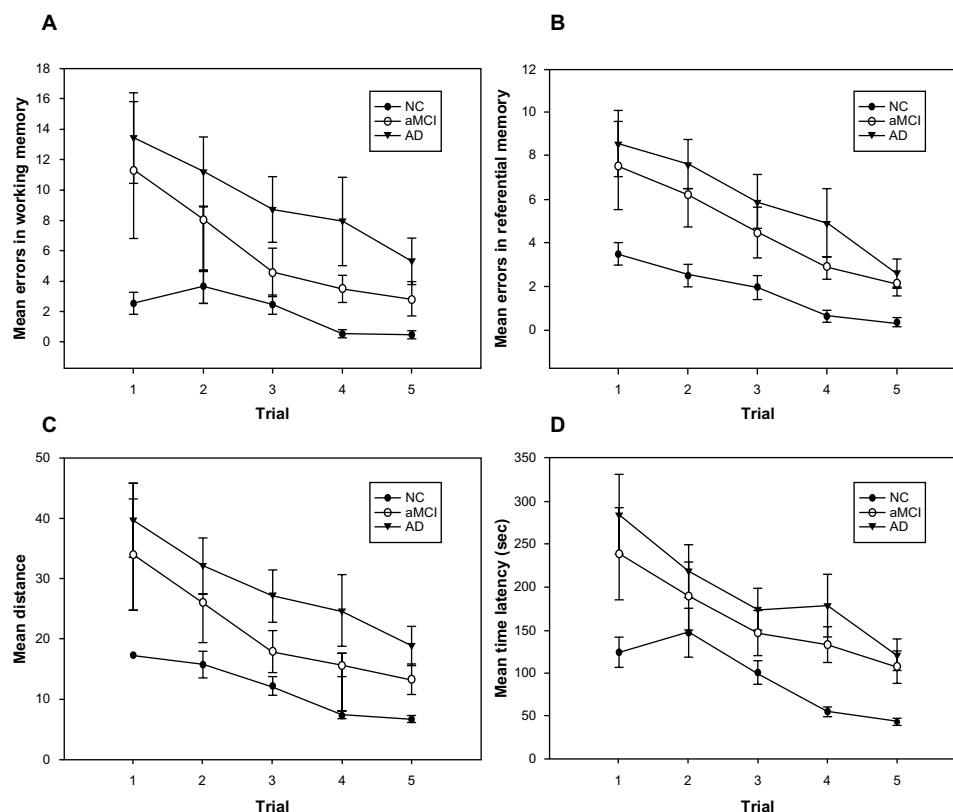 A
Mean errors in working memory
18
16
14
12
10
8
6
4
2
0
NC
aMCI
AD
1 2 3 4 5
Trial
B
Mean errors in referential memory
12
10
8
6
4
2
0
NC
aMCI
AD
1 2 3 4 5
Trial
C
Mean distance
50
40
30
20
10
0
NC
aMCI
AD
1 2 3 4 5
Trial
D
Mean time latency (sec)
350
300
250
200
150
100
50
0
NC
aMCI
AD
1 2 3 4 5
Trial